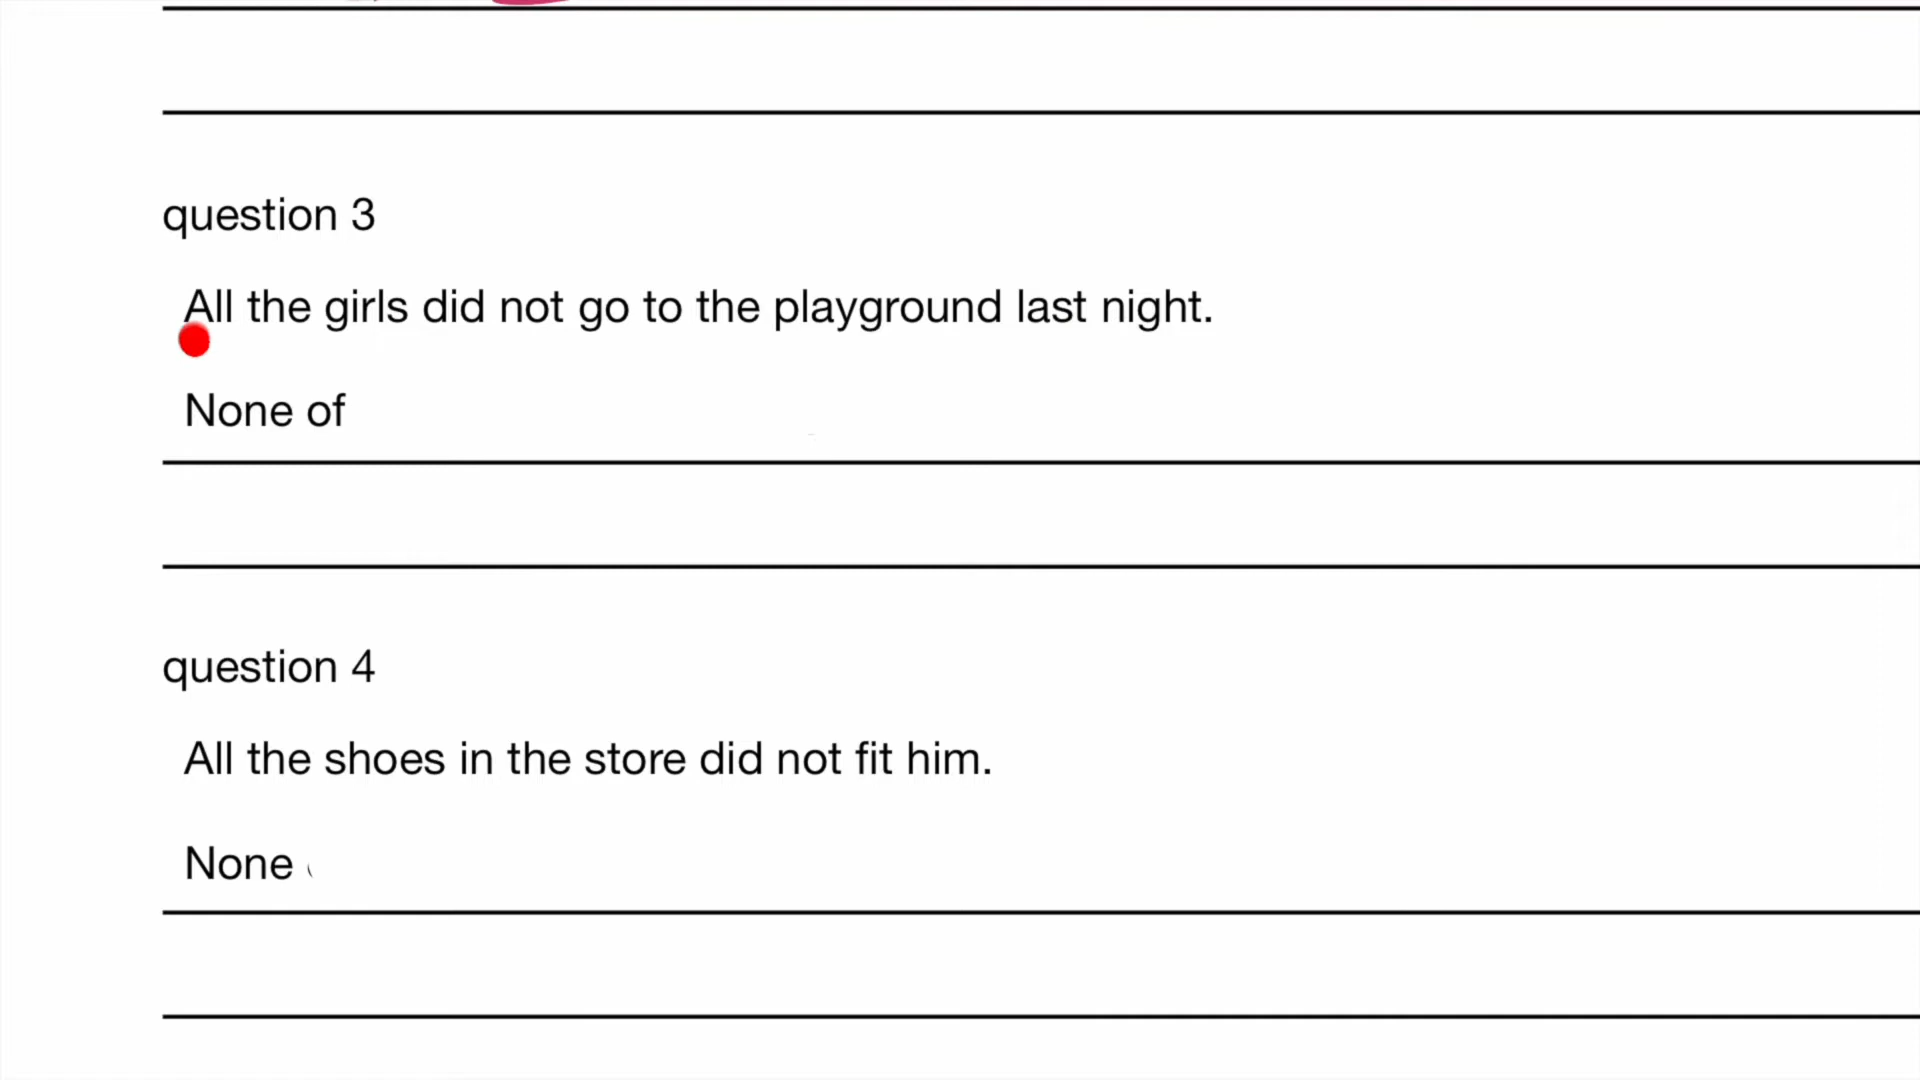 question 3
All the girls did not go to the playground last night.
None of
question 4
All the shoes in the store did not fit him.
None